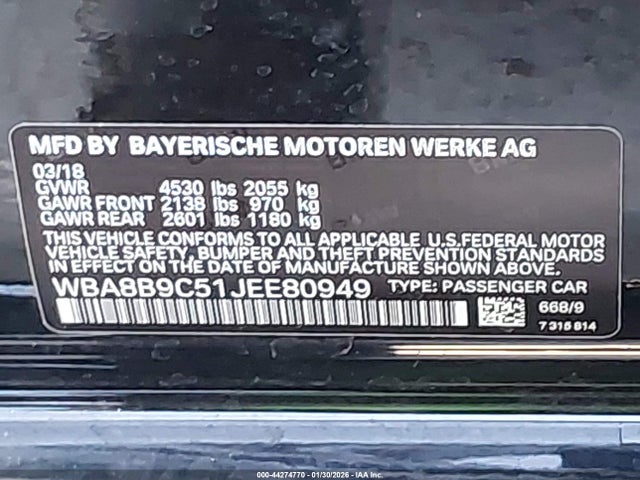 MFD BY BAYERISCHE MOTOREN WERKE AG
03/18
GVWR 4530 lbs 2055 kg
GAWR FRONT 2138 lbs 970 kg
GAWR REAR 2601 lbs 1180 kg
THIS VEHICLE CONFORMS TO ALL APPLICABLE U.S.FEDERAL MOTOR
VEHICLE SAFETY, BUMPER AND THEFT PREVENTION STANDARDS
IN EFFECT ON THE DATE OF MANUFACTURE SHOWN ABOVE.
WBA8B9C51JEE80949 TYPE: PASSENGER CAR
668/9
7 315 814
000-44274770 - 01/30/2026 - IAA Inc.